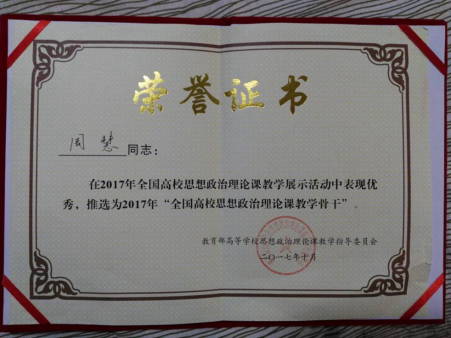 荣誉证书
周慧同志：
在2017年全国高校思想政治理论课教学展示活动中表现优
秀，推选为2017年“全国高校思想政治理论课教学骨干”。
教育部高等学校思想政治理论课教学指导委员会
二〇一七年十月